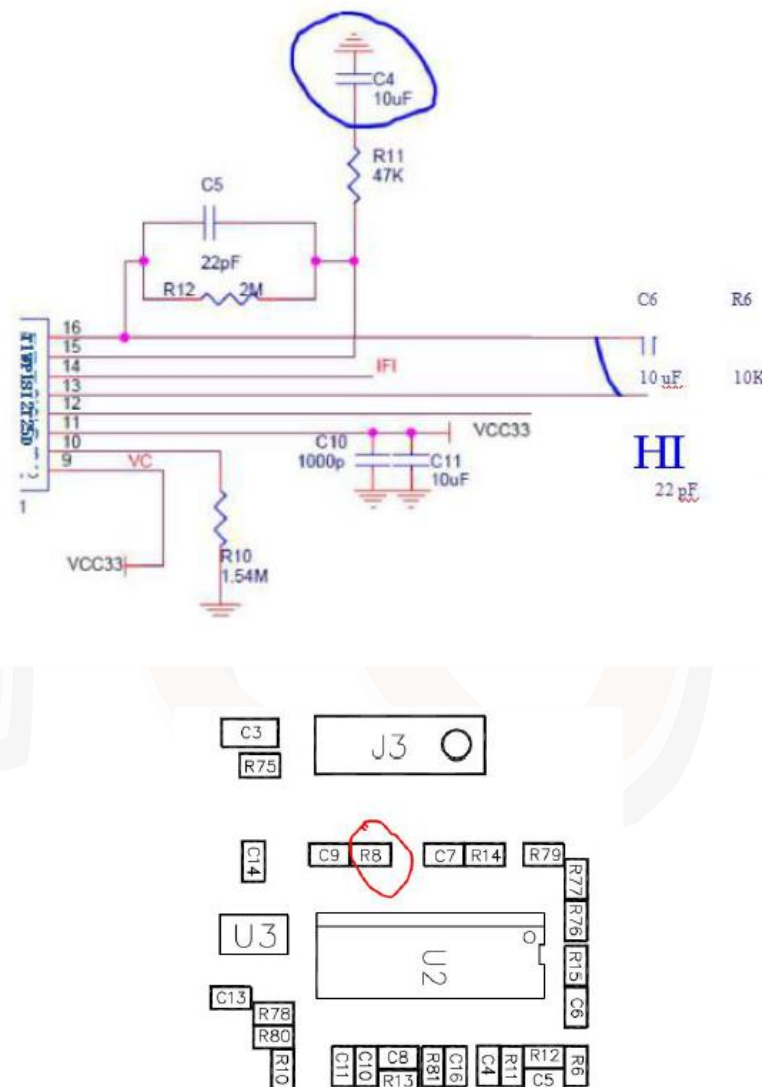 C4
10uF
R11
47K
C5
22pF
R12 2M
C6 R6
16
15
14 IFI
13
10 uF 10K
12
11 VCC33
10 C10
1000p
9 VC
C11
10uF
HI
22 pF
1
VCC33
R10
1.54M
C3
J3
R75
C14
C9 R8 C7 R14 R79
R77
R76
U3
U2
R15
C6
C13
R78
R80
R10
C11 C10 C8 R81 C16 C4 R11 R12 R6
R13 C5